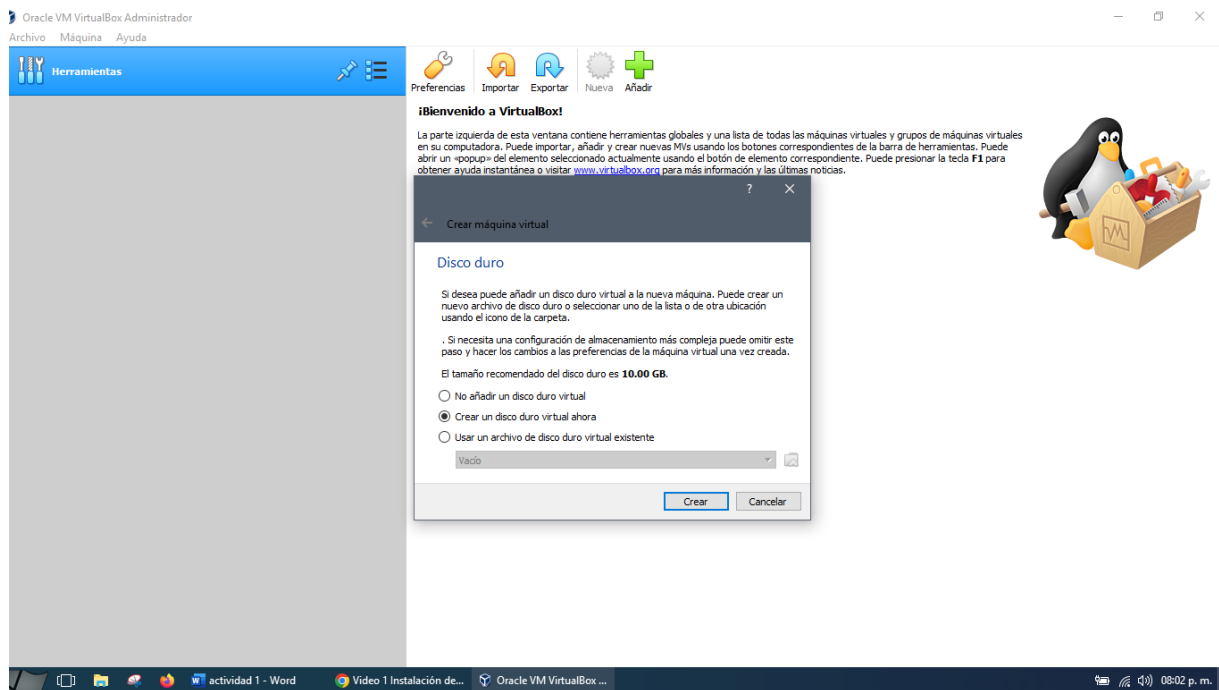 Oracle VM VirtualBox Administrador
Archivo Máquina Ayuda
Herramientas
Preferencias Importar Exportar Nueva Añadir
¡Bienvenido a VirtualBox!
La parte izquierda de esta ventana contiene herramientas globales y una lista de todas las máquinas virtuales y grupos de máquinas virtuales
en su computadora. Puede importar, añadir y crear nuevas MVs usando los botones correspondientes de la barra de herramientas. Puede
abrir un «popup» del elemento seleccionado actualmente usando el botón de elemento correspondiente. Puede presionar la tecla F1 para
obtener ayuda instantánea o visitar www.virtualbox.org para más información y las últimas noticias.
?
Crear máquina virtual
Disco duro
Si desea puede añadir un disco duro virtual a la nueva máquina. Puede crear un
nuevo archivo de disco duro o seleccionar uno de la lista o de otra ubicación
usando el icono de la carpeta.
. Si necesita una configuración de almacenamiento más compleja puede omitir este
paso y hacer los cambios a las preferencias de la máquina virtual una vez creada.
El tamaño recomendado del disco duro es 10.00 GB.
No añadir un disco duro virtual
Crear un disco duro virtual ahora
Usar un archivo de disco duro virtual existente
Vacío
Crear Cancelar
actividad 1 - Word Video 1 Instalación de... Oracle VM VirtualBox ... 08:02 p. m.